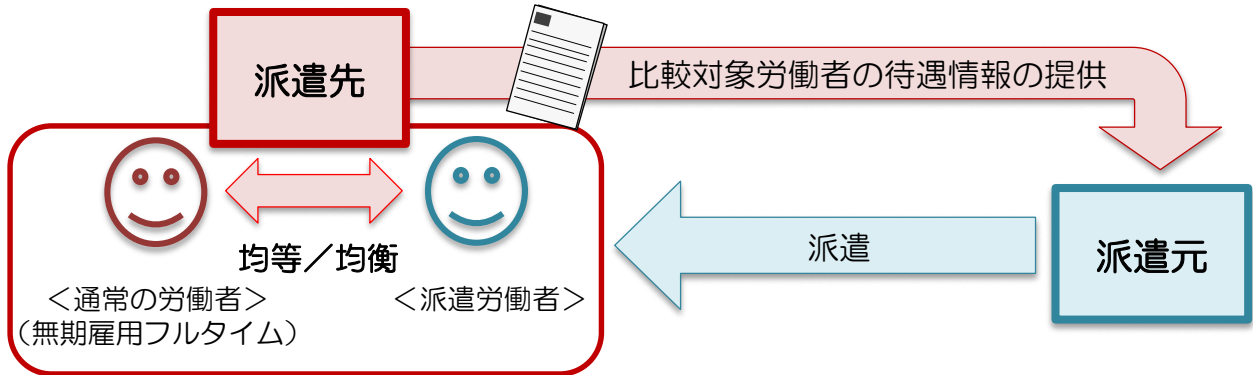 派遣先
比較対象労働者の待遇情報の提供
均等／均衡
派遣
派遣元
＜通常の労働者＞
（無期雇用フルタイム）
＜派遣労働者＞